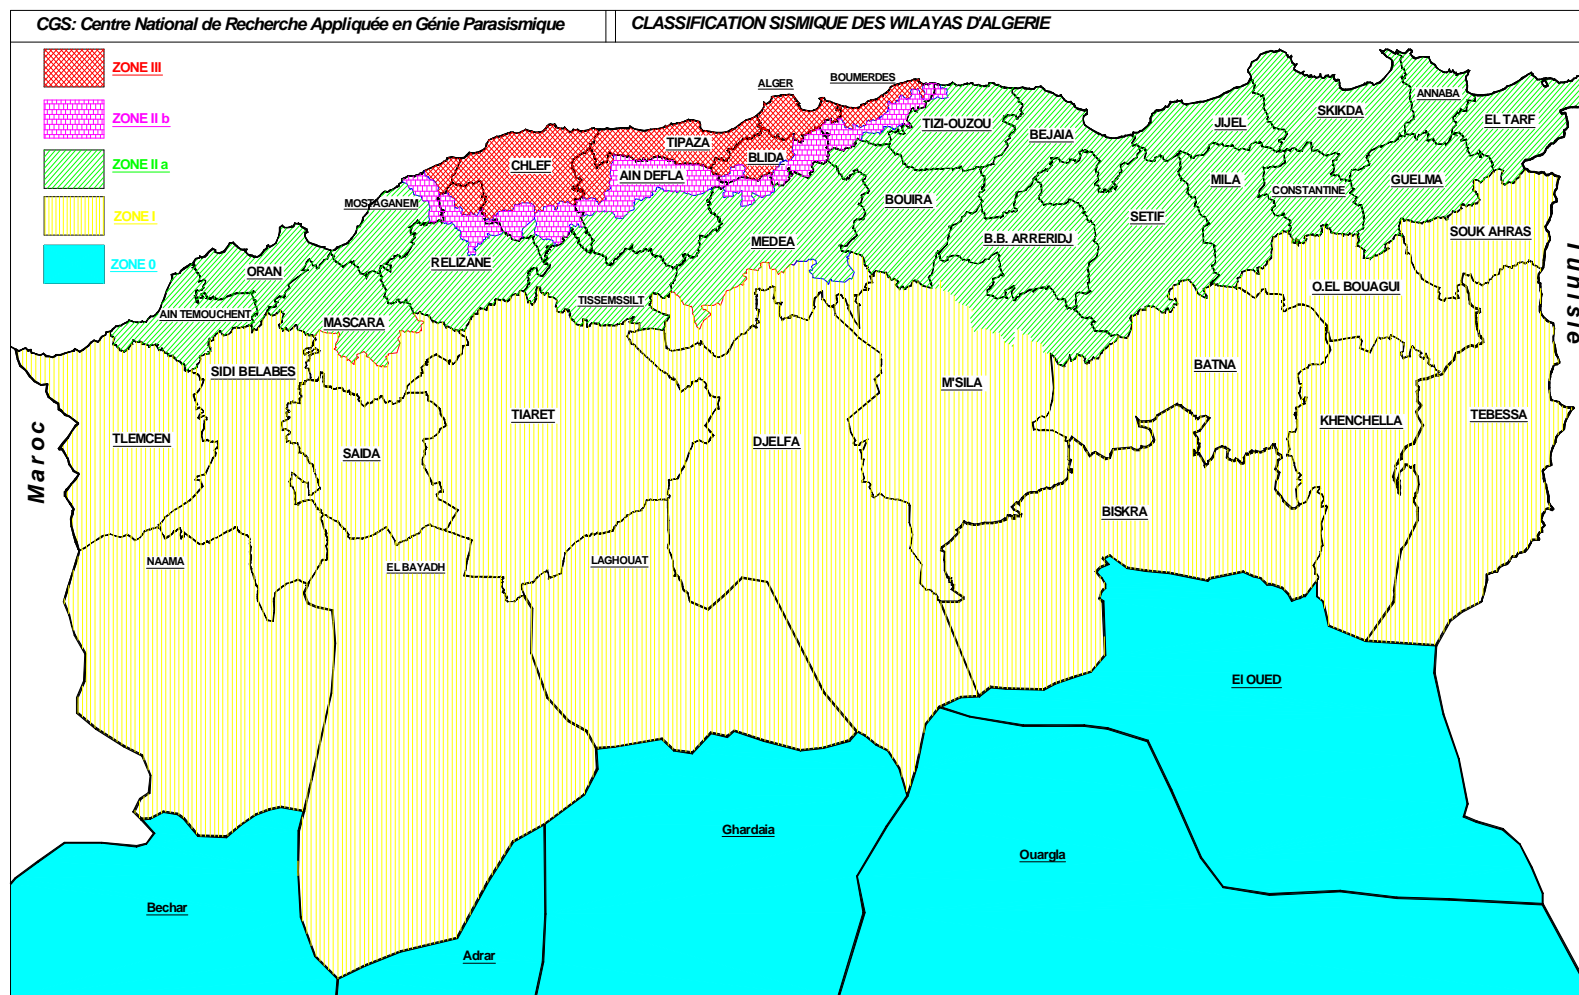 CGS: Centre National de Recherche Appliquée en Génie Parasismique
CLASSIFICATION SISMIQUE DES WILAYAS D'ALGERIE
ZONE III
ZONE II b
ZONE II a
ZONE I
ZONE 0
ALGER
BOUMERDES
TIZI-OUZOU
BEJAIA
JIJEL
SKIKDA
ANNABA
EL TARF
TIPAZA
BLIDA
CHLEF
AIN DEFLA
MOSTAGANEM
BOUIRA
SETIF
MILA
CONSTANTINE
GUELMA
MEDEA
B.B. ARRERIDJ
SOUK AHRAS
RELIZANE
ORAN
TISSEMSSILT
O.EL BOUAGUI
AIN TEMOUCHENT
MASCARA
Tunisie
SIDI BELABES
M'SILA
BATNA
TLEMCEN
SAIDA
TIARET
DJELFA
KHENCHELLA
TEBESSA
Maroc
BISKRA
NAAMA
EL BAYADH
LAGHOUAT
El OUED
Ghardaia
Ouargla
Bechar
Adrar